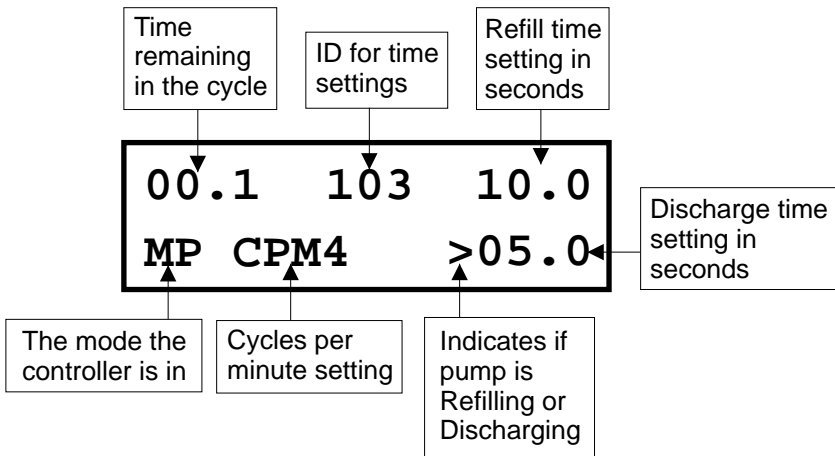 Time
remaining
in the cycle
ID for time
settings
Refill time
setting in
seconds
00.1 103 10.0
MP CPM4 >05.0
Discharge time
setting in
seconds
The mode the
controller is in
Cycles per
minute setting
Indicates if
pump is
Refilling or
Discharging